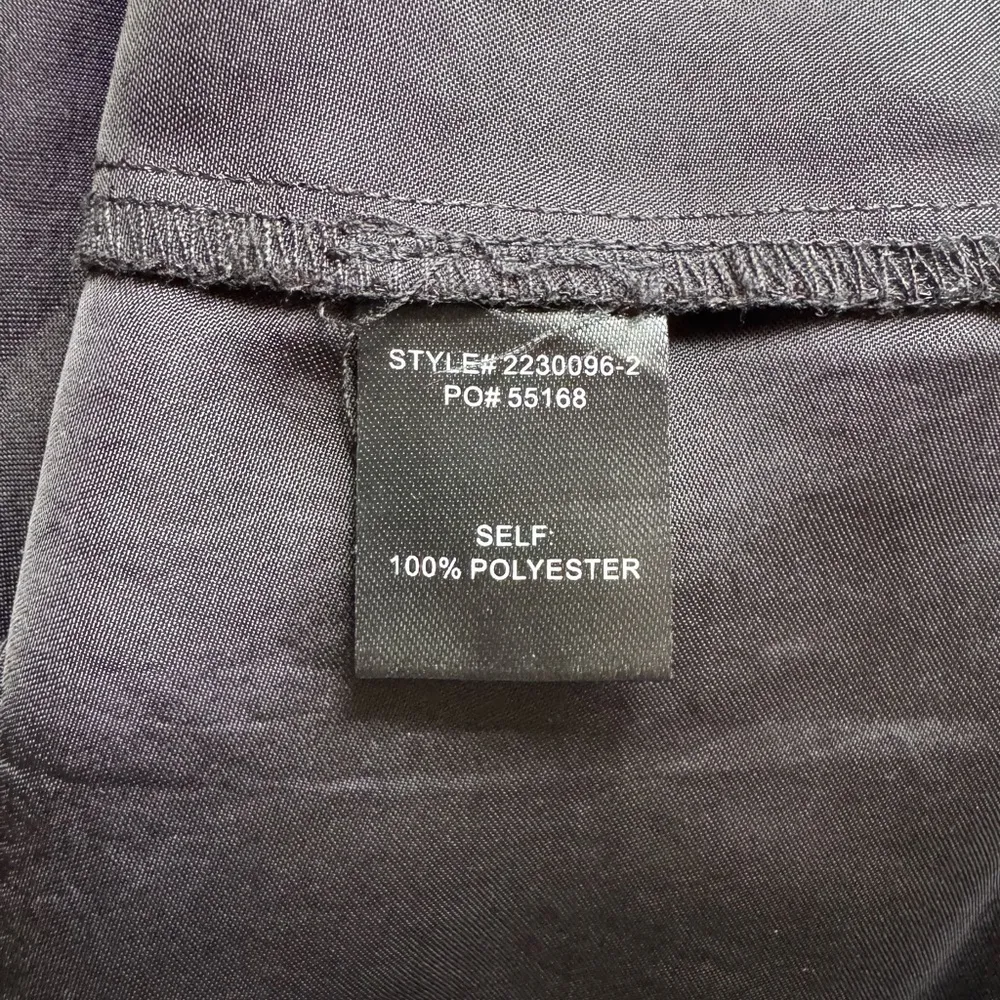 STYLE# 2230096-2
PO# 55168
SELF:
100% POLYESTER